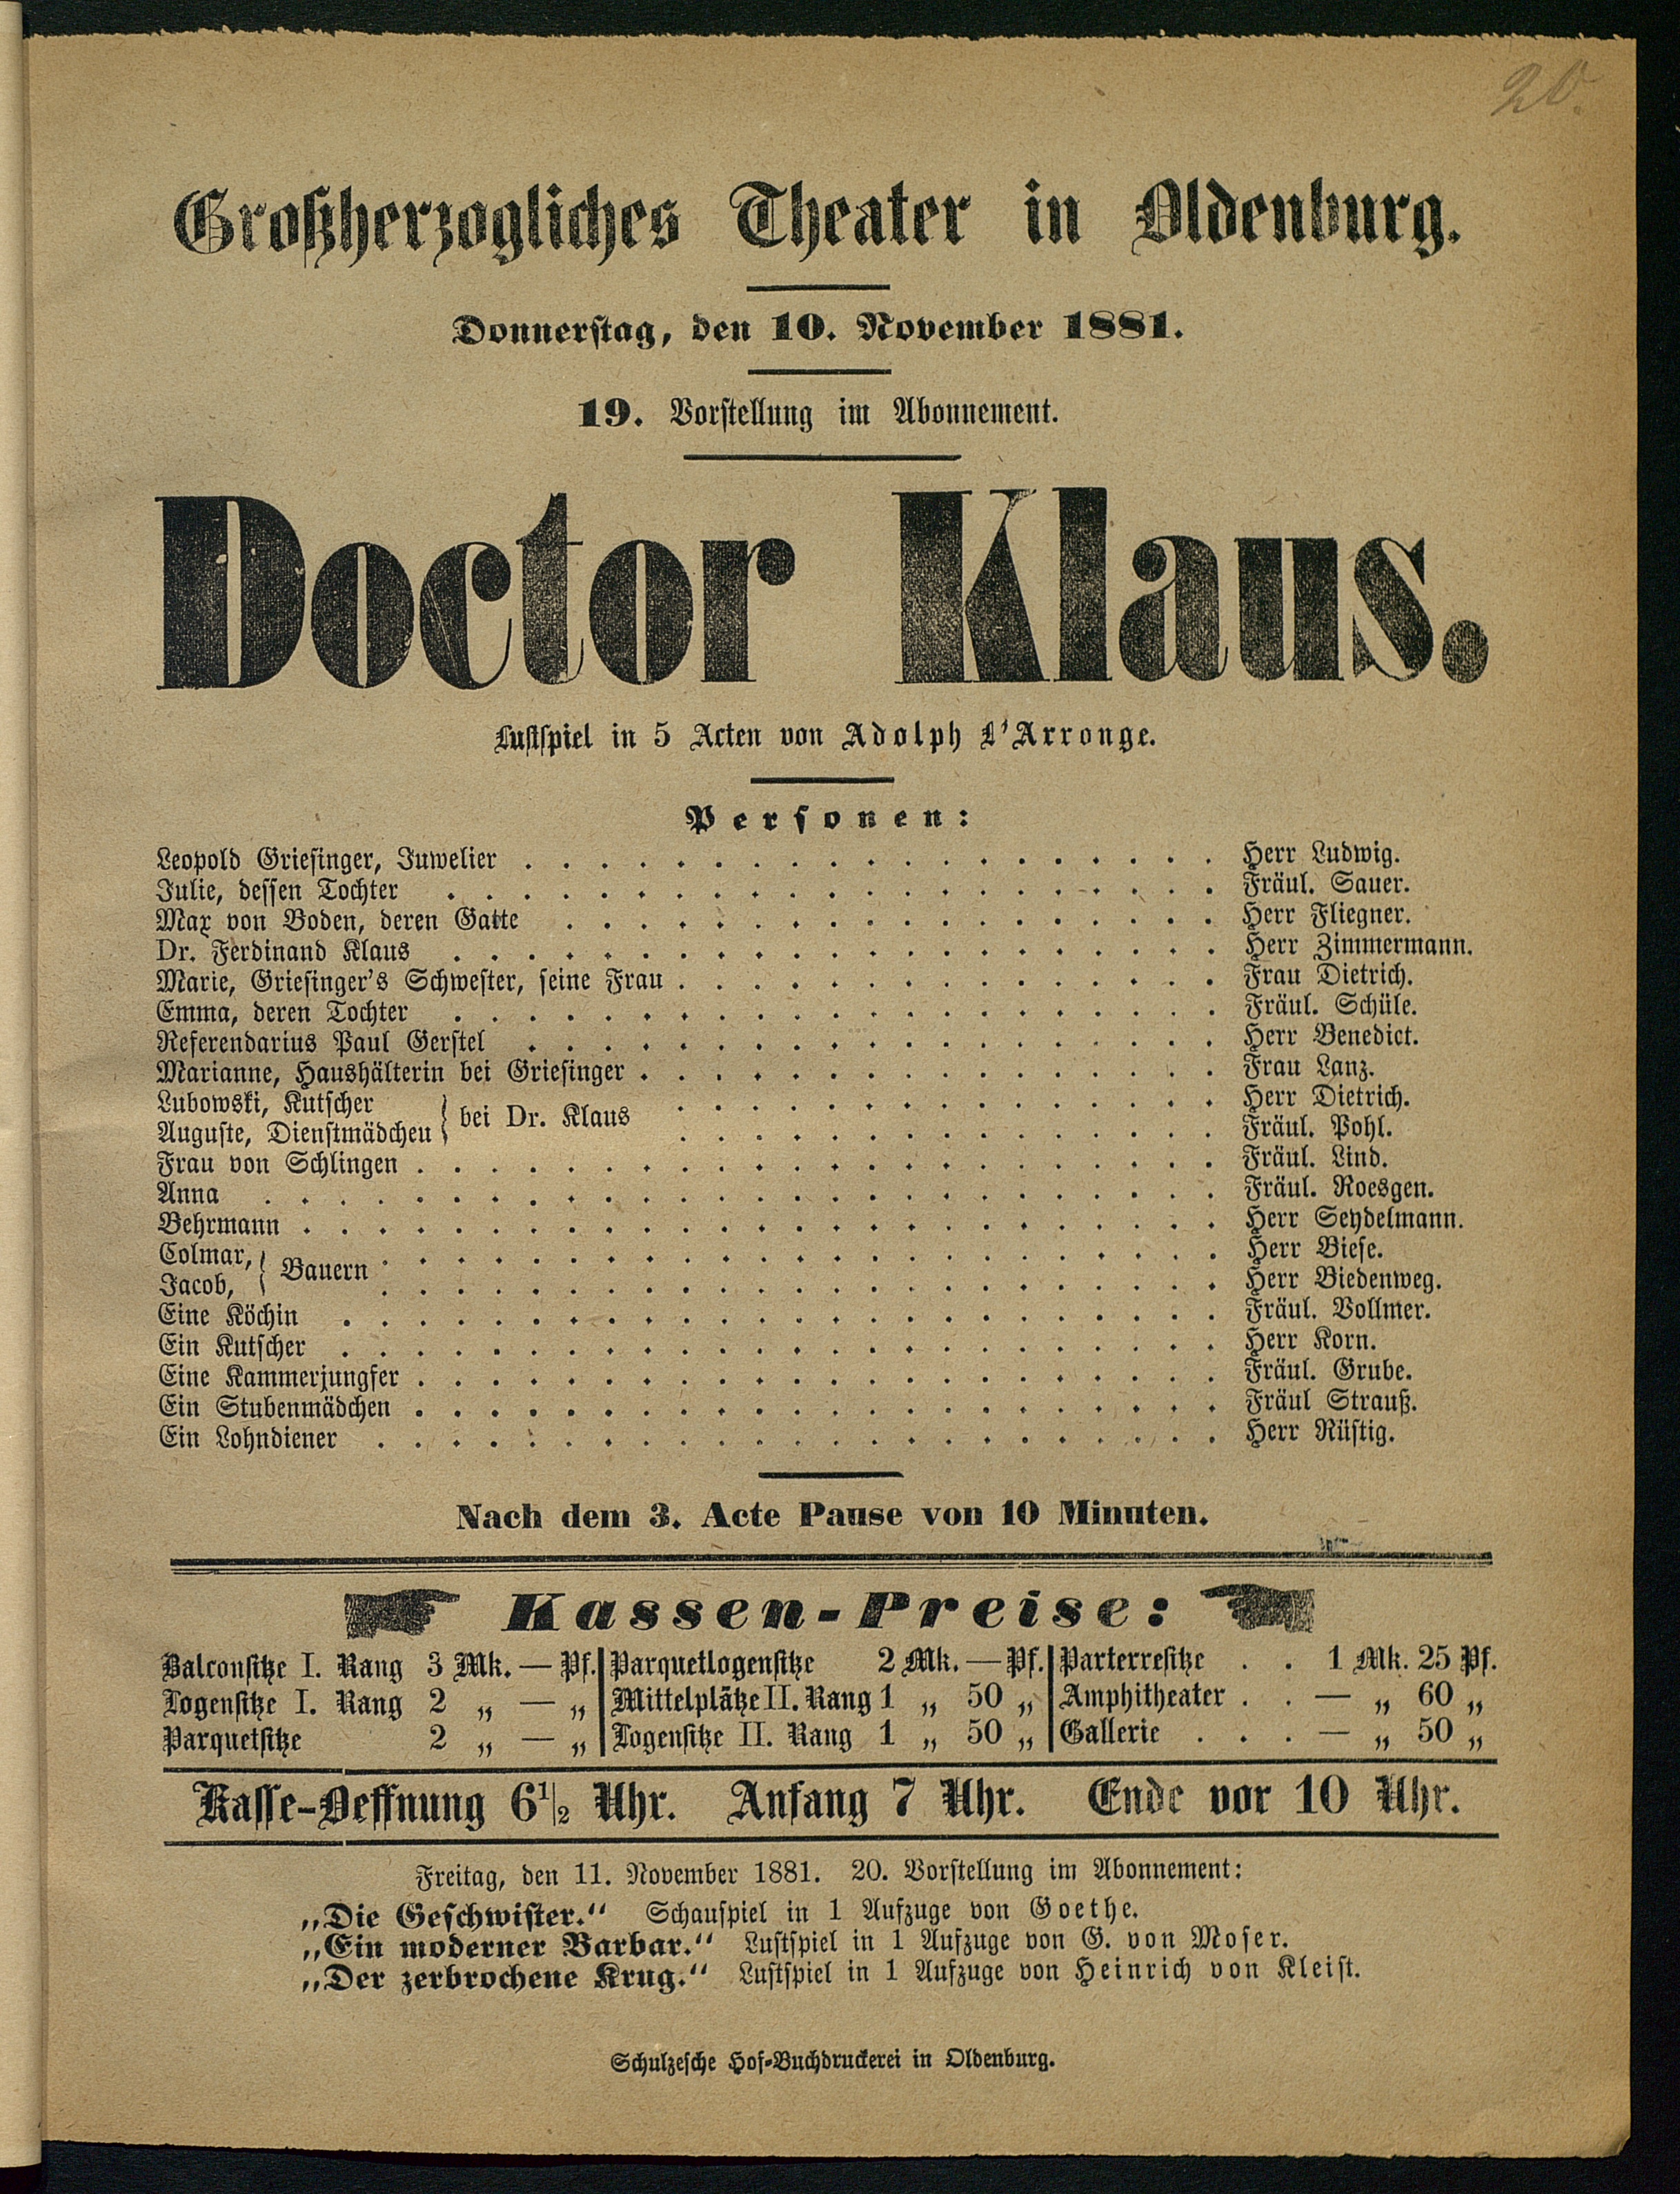 20.
Großherzogliches Theater in Oldenburg.
Donnerstag, den 10. November 1881.
19. Vorstellung im Abonnement.
Doctor Klaus.
Lustspiel in 5 Acten von Adolph L'Arronge.
Personen:
Leopold Griesinger, Juwelier . . . . . Herr Ludwig.
Julie, dessen Tochter . . . . . Fräul. Sauer.
Max von Boden, deren Gatte . . . . . Herr Fliegner.
Dr. Ferdinand Klaus . . . . . Herr Zimmermann.
Marie, Griesinger's Schwester, seine Frau . . . . . Frau Dietrich.
Emma, deren Tochter . . . . . Fräul. Schüle.
Referendarius Paul Gerstel . . . . . Herr Benedict.
Marianne, Haushälterin bei Griesinger . . . . . Frau Lanz.
Lubowski, Kutscher } bei Dr. Klaus . . . . . Herr Dietrich.
Auguste, Dienstmädchen } . . . . . Fräul. Pohl.
Frau von Schlingen . . . . . Fräul. Lind.
Anna . . . . . Fräul. Roesgen.
Behrmann . . . . . Herr Seydelmann.
Colmar, } Bauern . . . . . Herr Biese.
Jacob, } . . . . . Herr Biedenweg.
Eine Köchin . . . . . Fräul. Vollmer.
Ein Kutscher . . . . . Herr Korn.
Eine Kammerjungfer . . . . . Fräul. Grube.
Ein Stubenmädchen . . . . . Fräul Strauß.
Ein Lohndiener . . . . . Herr Rüstig.
Nach dem 3. Acte Pause von 10 Minuten.
Kassen-Preise:
Balconsitze I. Rang 3 Mk. — Pf. | Parquetlogensitze 2 Mk. — Pf. | Parterresitze . . 1 Mk. 25 Pf.
Logensitze I. Rang 2 „ — „ | Mittelplätze II. Rang 1 „ 50 „ | Amphitheater . . — „ 60 „
Parquetsitze 2 „ — „ | Logensitze II. Rang 1 „ 50 „ | Gallerie . . . — „ 50 „
Kasse-Oeffnung 6 1/2 Uhr. Anfang 7 Uhr. Ende vor 10 Uhr.
Freitag, den 11. November 1881. 20. Vorstellung im Abonnement:
„Die Geschwister.“ Schauspiel in 1 Aufzuge von Goethe.
„Ein moderner Barbar.“ Lustspiel in 1 Aufzuge von G. von Moser.
„Der zerbrochene Krug.“ Lustspiel in 1 Aufzuge von Heinrich von Kleist.
Schulzesche Hof-Buchdruckerei in Oldenburg.